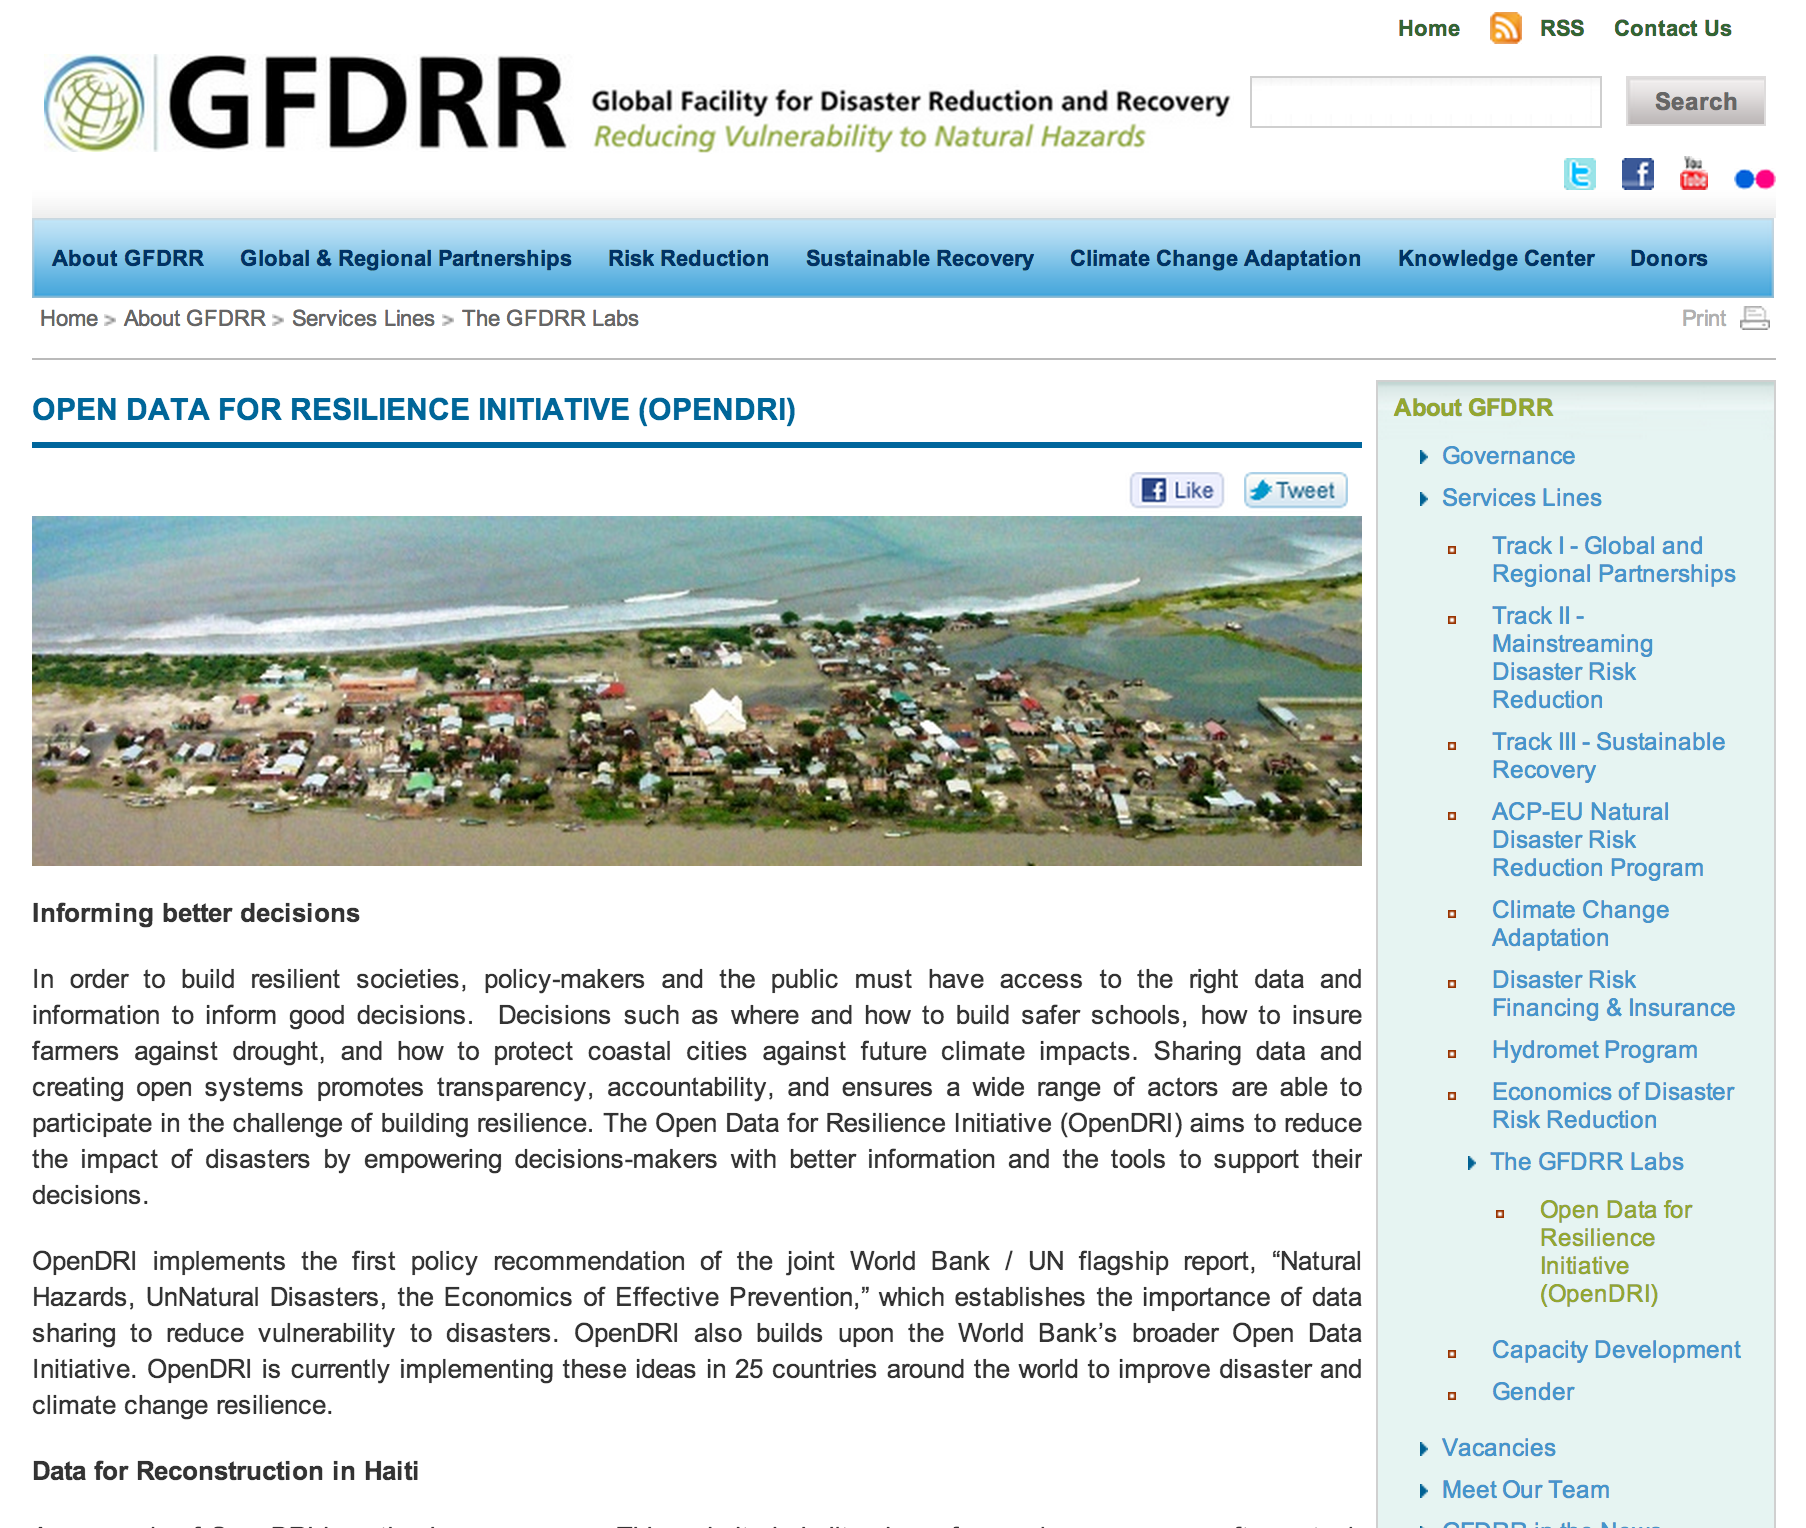 Home RSS Contact Us
GFDRR Global Facility for Disaster Reduction and Recovery
Reducing Vulnerability to Natural Hazards
Search
You
Tube
About GFDRR Global & Regional Partnerships Risk Reduction Sustainable Recovery Climate Change Adaptation Knowledge Center Donors
Home > About GFDRR > Services Lines > The GFDRR Labs
Print
OPEN DATA FOR RESILIENCE INITIATIVE (OPENDRI)
Like Tweet
Informing better decisions
In order to build resilient societies, policy-makers and the public must have access to the right data and
information to inform good decisions. Decisions such as where and how to build safer schools, how to insure
farmers against drought, and how to protect coastal cities against future climate impacts. Sharing data and
creating open systems promotes transparency, accountability, and ensures a wide range of actors are able to
participate in the challenge of building resilience. The Open Data for Resilience Initiative (OpenDRI) aims to reduce
the impact of disasters by empowering decisions-makers with better information and the tools to support their
decisions.
OpenDRI implements the first policy recommendation of the joint World Bank / UN flagship report, “Natural
Hazards, UnNatural Disasters, the Economics of Effective Prevention,” which establishes the importance of data
sharing to reduce vulnerability to disasters. OpenDRI also builds upon the World Bank’s broader Open Data
Initiative. OpenDRI is currently implementing these ideas in 25 countries around the world to improve disaster and
climate change resilience.
Data for Reconstruction in Haiti
About GFDRR
Governance
Services Lines
Track I - Global and
Regional Partnerships
Track II -
Mainstreaming
Disaster Risk
Reduction
Track III - Sustainable
Recovery
ACP-EU Natural
Disaster Risk
Reduction Program
Climate Change
Adaptation
Disaster Risk
Financing & Insurance
Hydromet Program
Economics of Disaster
Risk Reduction
The GFDRR Labs
Open Data for
Resilience
Initiative
(OpenDRI)
Capacity Development
Gender
Vacancies
Meet Our Team
GFDRR in the News